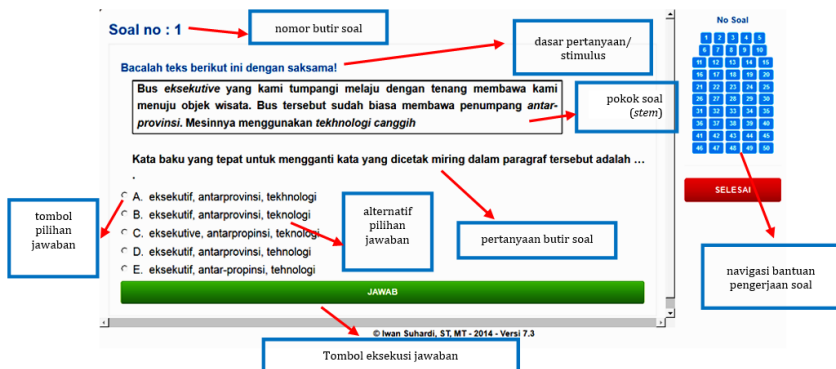 Soal no : 1
nomor butir soal
dasar pertanyaan/
stimulus
No Soal
1 2 3 4 5
6 7 8 9 10
11 12 13 14 15
16 17 18 19 20
21 22 23 24 25
26 27 28 29 30
31 32 33 34 35
36 37 38 39 40
41 42 43 44 45
46 47 48 49 50
SELESAI
Bacalah teks berikut ini dengan saksama!
Bus eksekutive yang kami tumpangi melaju dengan tenang membawa kami
menuju objek wisata. Bus tersebut sudah biasa membawa penumpang antar-
provinsi. Mesinnya menggunakan tekhnologi canggih
pokok soal
(stem)
Kata baku yang tepat untuk mengganti kata yang dicetak miring dalam paragraf tersebut adalah ...
.
A. eksekutif, antarprovinsi, tekhnologi
B. eksekutif, antarprovinsi, teknologi
C. eksekutive, antarpropinsi, teknologi
D. eksekutif, antarprovinsi, tehnologi
E. eksekutif, antar-propinsi, tehnologi
tombol
pilihan
jawaban
alternatif
pilihan
jawaban
pertanyaan butir soal
navigasi bantuan
pengerjaan soal
JAWAB
© Iwan Suhardi, ST, MT - 2014 - Versi 7.3
Tombol eksekusi jawaban